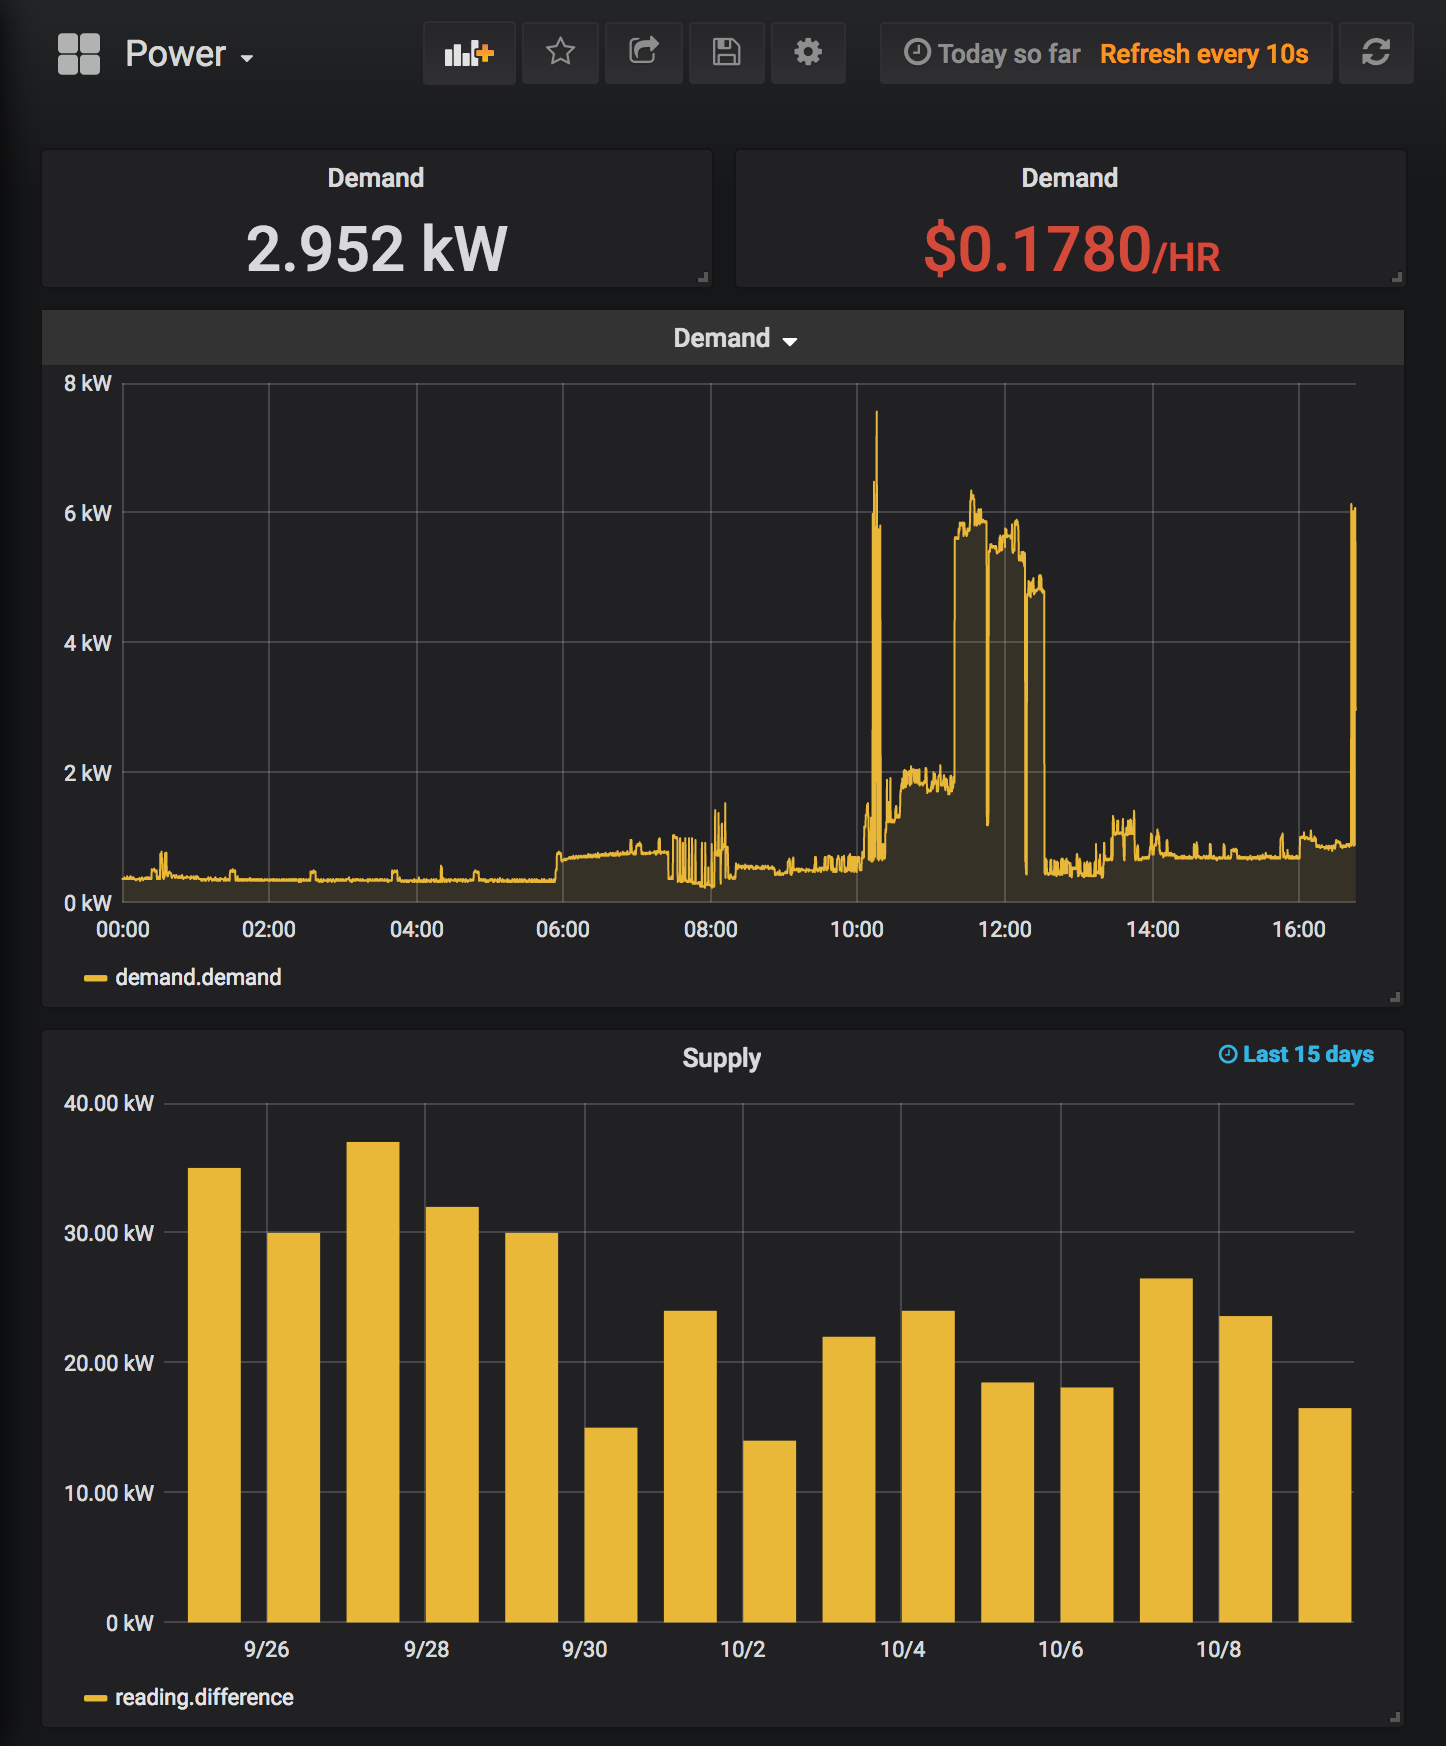 Power
Today so far Refresh every 10s
Demand
2.952 kW
Demand
$0.1780/HR
Demand
8 kW
6 kW
4 kW
2 kW
0 kW
00:00 02:00 04:00 06:00 08:00 10:00 12:00 14:00 16:00
demand.demand
Supply
Last 15 days
40.00 kW
30.00 kW
20.00 kW
10.00 kW
0 kW
9/26 9/28 9/30 10/2 10/4 10/6 10/8
reading.difference